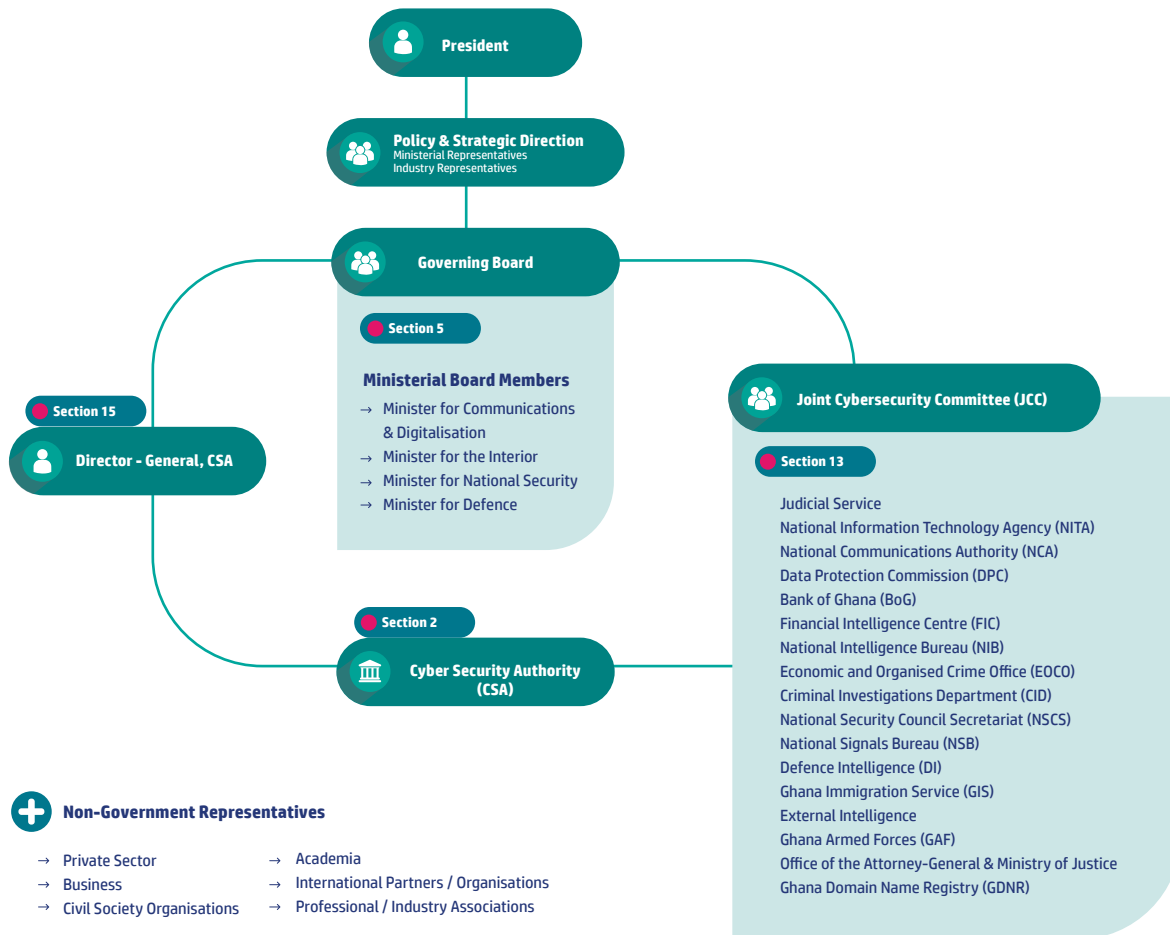 President
Policy & Strategic Direction
Ministerial Representatives
Industry Representatives
Governing Board
Section 5
Ministerial Board Members
→ Minister for Communications
& Digitalisation
→ Minister for the Interior
→ Minister for National Security
→ Minister for Defence
Section 15
Director - General, CSA
Section 2
Cyber Security Authority
(CSA)
Joint Cybersecurity Committee (JCC)
Section 13
Judicial Service
National Information Technology Agency (NITA)
National Communications Authority (NCA)
Data Protection Commission (DPC)
Bank of Ghana (BoG)
Financial Intelligence Centre (FIC)
National Intelligence Bureau (NIB)
Economic and Organised Crime Office (EOCO)
Criminal Investigations Department (CID)
National Security Council Secretariat (NSCS)
National Signals Bureau (NSB)
Defence Intelligence (DI)
Ghana Immigration Service (GIS)
External Intelligence
Ghana Armed Forces (GAF)
Office of the Attorney-General & Ministry of Justice
Ghana Domain Name Registry (GDNR)
Non-Government Representatives
→ Private Sector
→ Business
→ Civil Society Organisations
→ Academia
→ International Partners / Organisations
→ Professional / Industry Associations